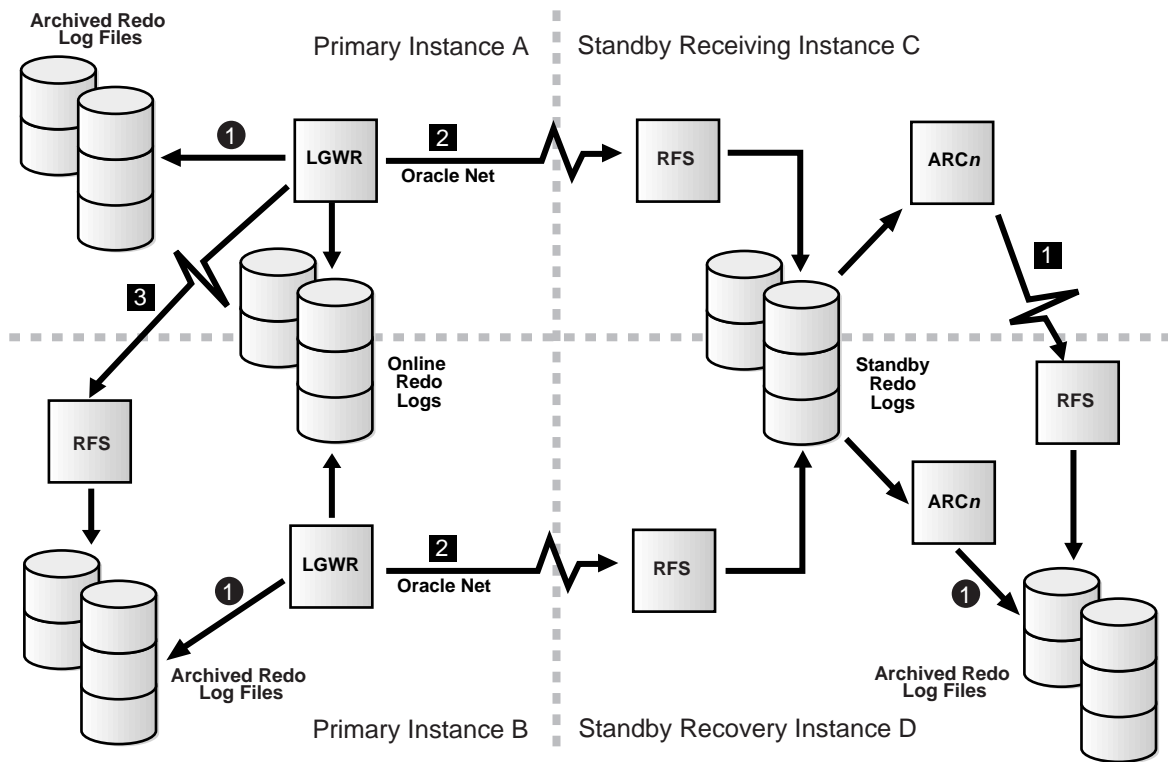 Archived Redo
Log Files
Primary Instance A
Standby Receiving Instance C
1
LGWR
2
Oracle Net
RFS
ARCn
3
1
Online
Redo
Logs
Standby
Redo
Logs
RFS
RFS
ARCn
LGWR
2
Oracle Net
RFS
1
1
Archived Redo
Log Files
Archived Redo
Log Files
Primary Instance B
Standby Recovery Instance D